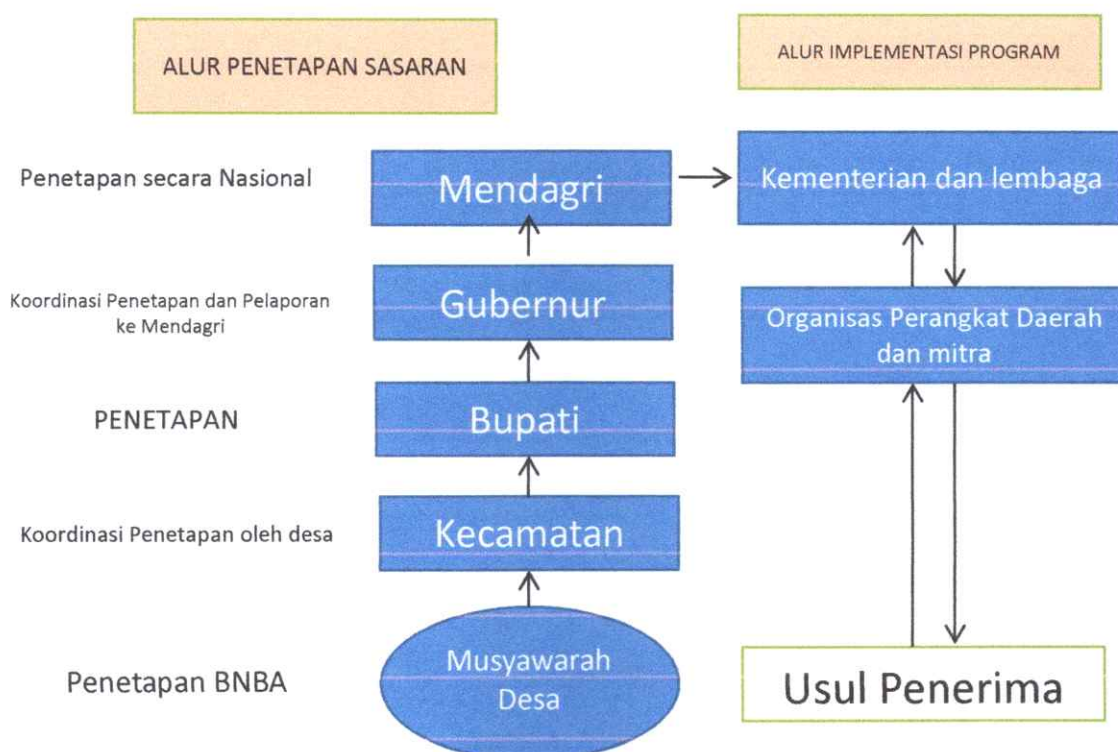 ALUR PENETAPAN SASARAN
ALUR IMPLEMENTASI PROGRAM
Penetapan secara Nasional
Mendagri
Kementerian dan lembaga
Koordinasi Penetapan dan Pelaporan
ke Mendagri
Gubernur
Organisas Perangkat Daerah
dan mitra
PENETAPAN
Bupati
Koordinasi Penetapan oleh desa
Kecamatan
Penetapan BNBA
Musyawarah
Desa
Usul Penerima